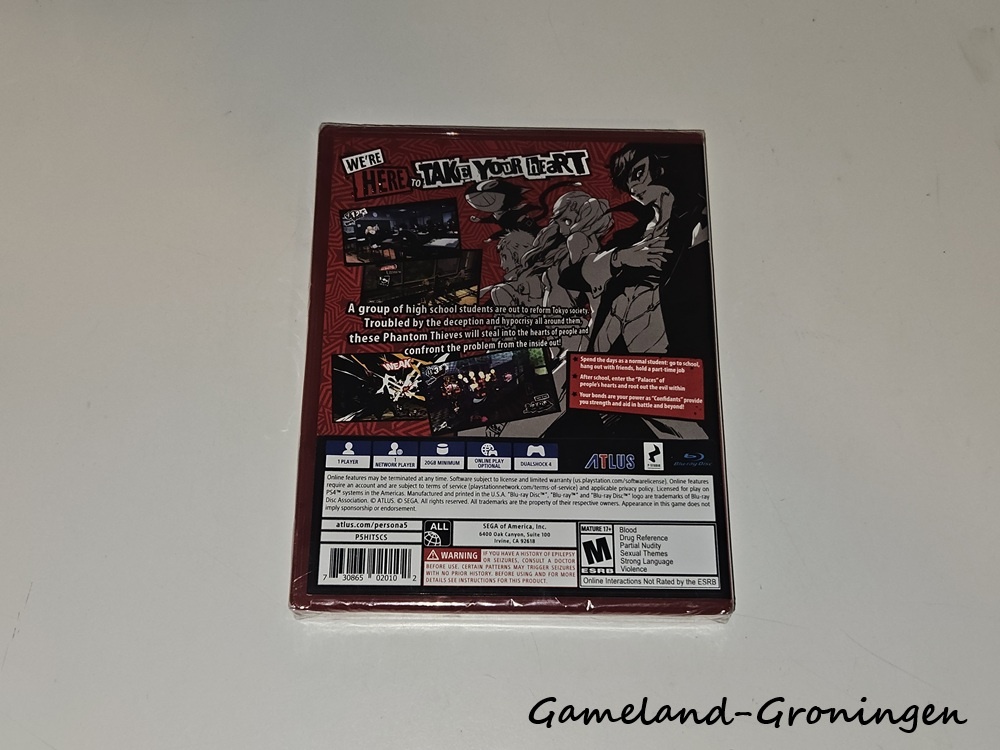 WE'RE
HERE TO TAKE YOUR HEART
A group of high school students are out to reform Tokyo society.
Troubled by the deception and hypocrisy all around them,
these Phantom Thieves will steal into the hearts of people and
confront the problem from the inside out!
WEAK
Spend the days as a normal student: go to school,
hang out with friends, hold a part-time job
After school, enter the "Palaces" of
people's hearts and root out the evil within
Your bonds are your power as "Confidants" provide
you strength and aid in battle and beyond!
1 PLAYER
1
NETWORK PLAYER
20GB MINIMUM
ONLINE PLAY
OPTIONAL
DUALSHOCK 4
ATLUS
P STUDIO
Blu-ray Disc
Online features may be terminated at any time. Software subject to license and limited warranty (us.playstation.com/softwarelicense). Online features
require an account and are subject to terms of service (playstationnetwork.com/terms-of-service) and applicable privacy policy. Licensed for play on
PS4™ systems in the Americas. Manufactured and printed in the U.S.A. "Blu-ray Disc™", "Blu-ray™" and "Blu-ray Disc™" logo are trademarks of Blu-ray
Disc Association. © ATLUS. © SEGA. All rights reserved. All trademarks are the property of their respective owners. Appearance in this game does not
imply sponsorship or endorsement.
atlus.com/persona5
P5HITSCS
ALL
SEGA of America, Inc.
6400 Oak Canyon, Suite 100
Irvine, CA 92618
7 30865 02010 2
WARNING IF YOU HAVE A HISTORY OF EPILEPSY
OR SEIZURES, CONSULT A DOCTOR
BEFORE USE. CERTAIN PATTERNS MAY TRIGGER SEIZURES
WITH NO PRIOR HISTORY. BEFORE USING AND FOR MORE
DETAILS SEE INSTRUCTIONS FOR THIS PRODUCT.
MATURE 17+
M
ESRB
Blood
Drug Reference
Partial Nudity
Sexual Themes
Strong Language
Violence
Online Interactions Not Rated by the ESRB
Gameland-Groningen